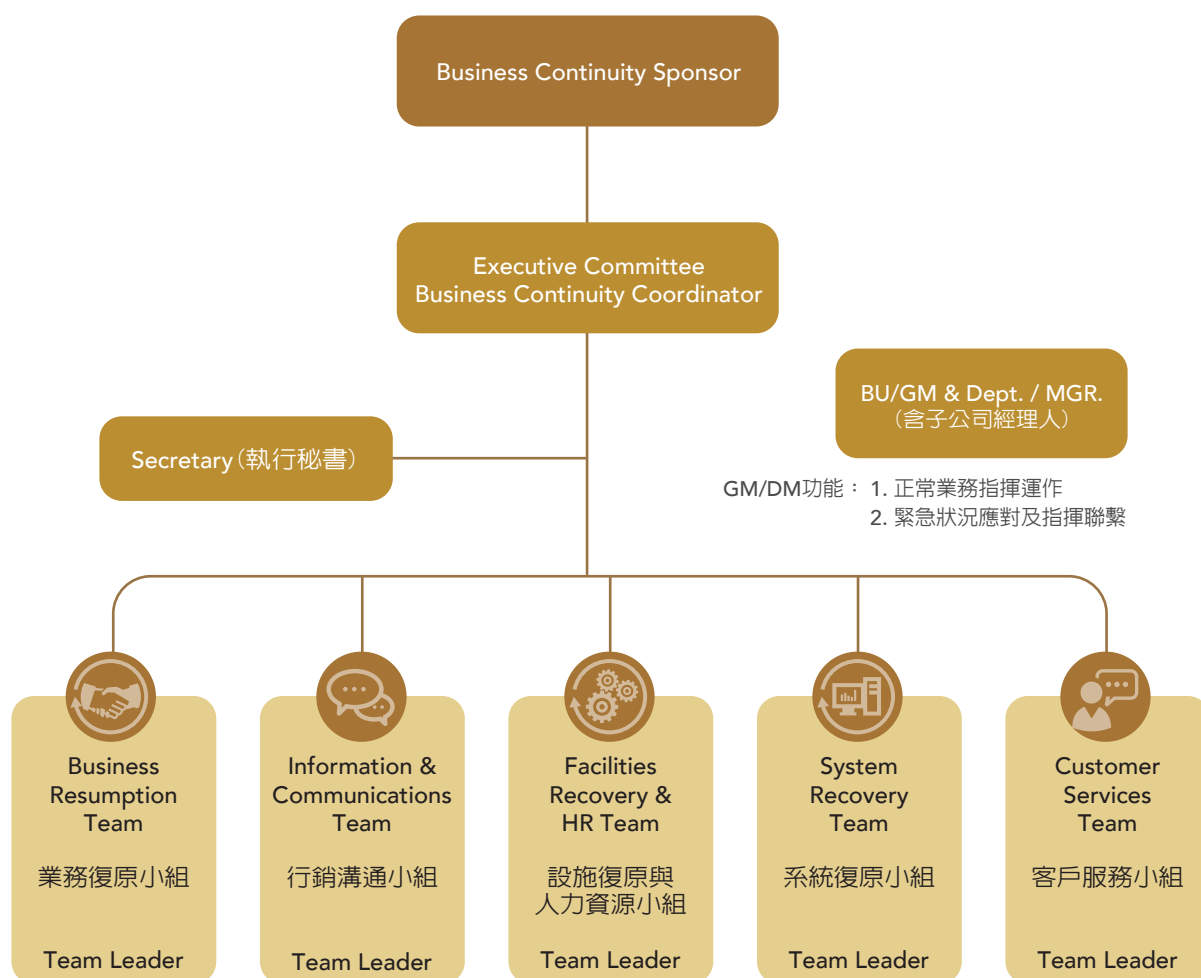 Business Continuity Sponsor
Executive Committee
Business Continuity Coordinator
BU/GM & Dept. / MGR.
(含子公司經理人)
Secretary(執行秘書)
GM/DM功能: 1. 正常業務指揮運作
2. 緊急狀況應對及指揮聯繫
Business
Resumption
Team
業務復原小組
Team Leader
Information &
Communications
Team
行銷溝通小組
Team Leader
Facilities
Recovery &
HR Team
設施復原與
人力資源小組
Team Leader
System
Recovery
Team
系統復原小組
Team Leader
Customer
Services
Team
客戶服務小組
Team Leader